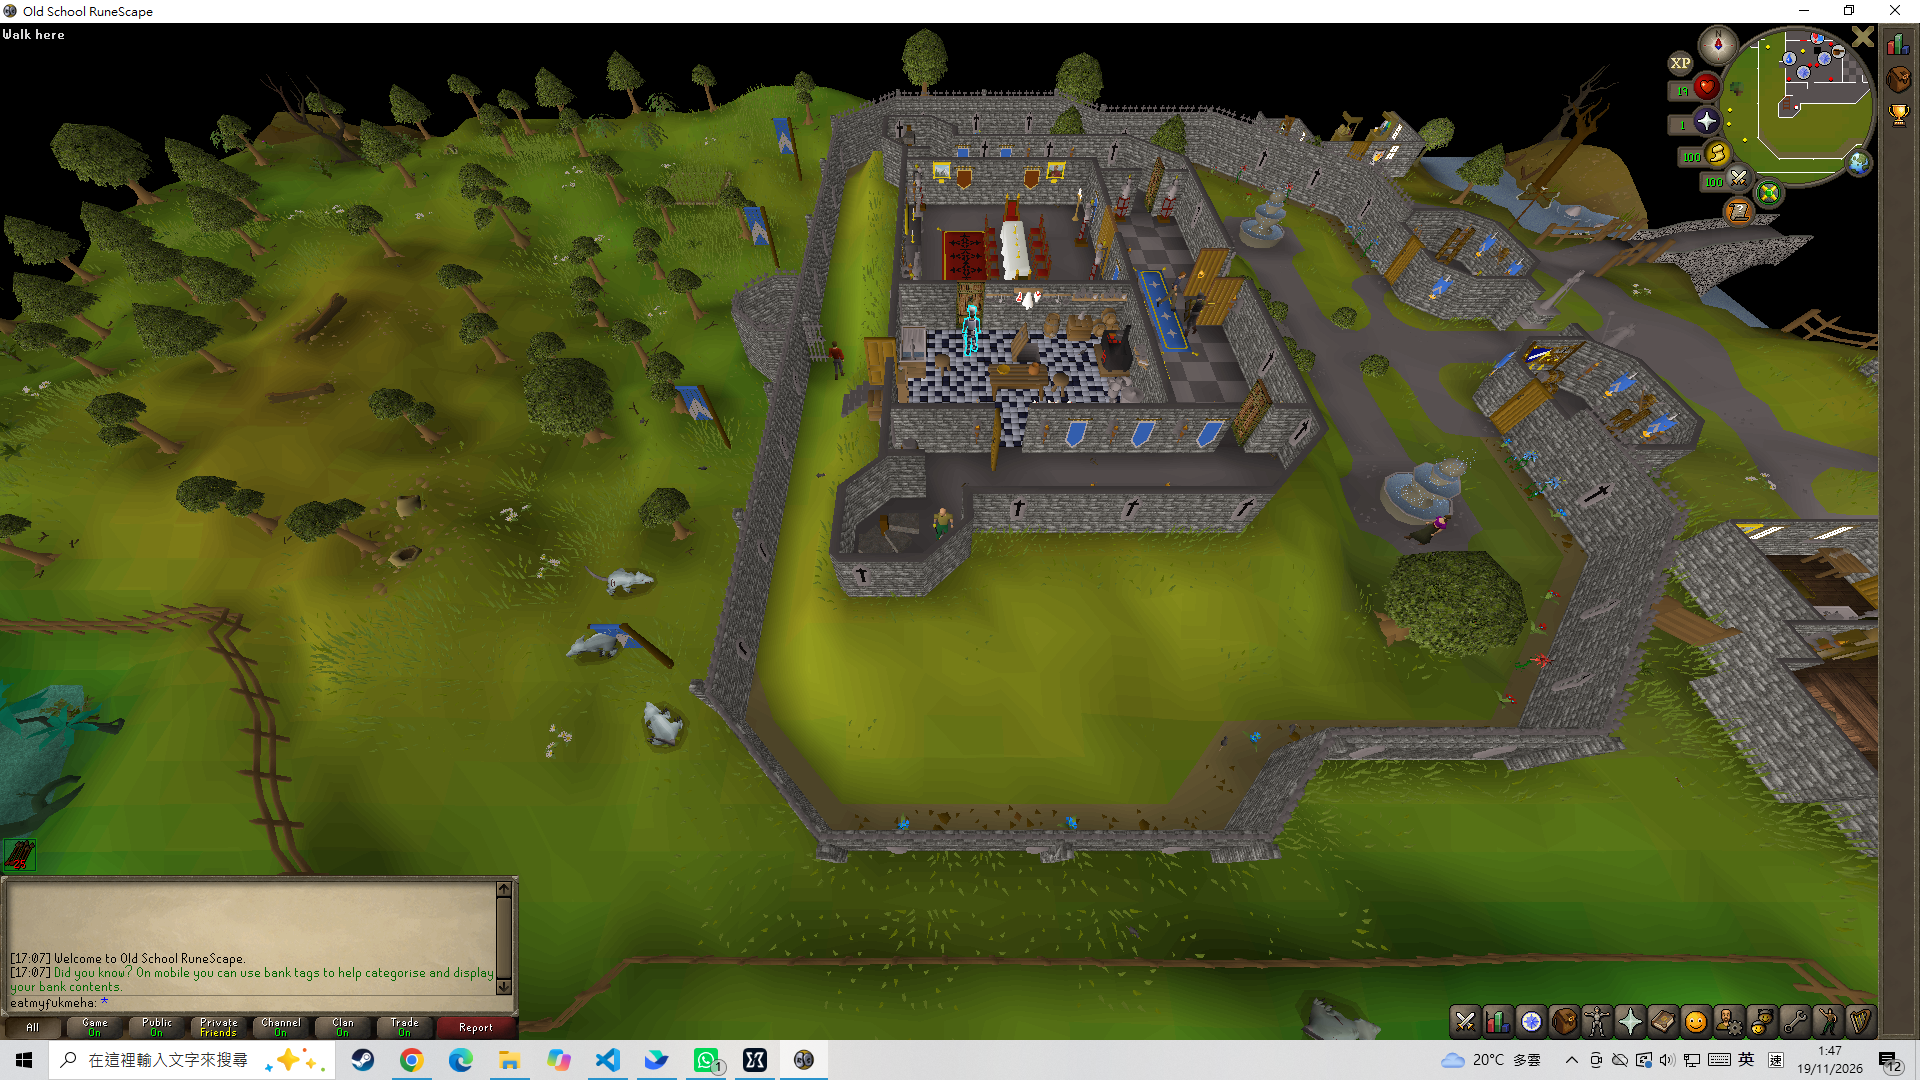 Old School RuneScape
Walk here
N
XP
19
1
100
100
25
[17:07] Welcome to Old School RuneScape.
[17:07] Did you know? On mobile you can use bank tags to help categorise and display
your bank contents.
eatmyfukmeha: *
All
Game
On
Public
On
Private
Friends
Channel
On
Clan
On
Trade
On
Report
在這裡輸入文字來搜尋
1
20°C 多雲
英
速
1:47
19/11/2026
12